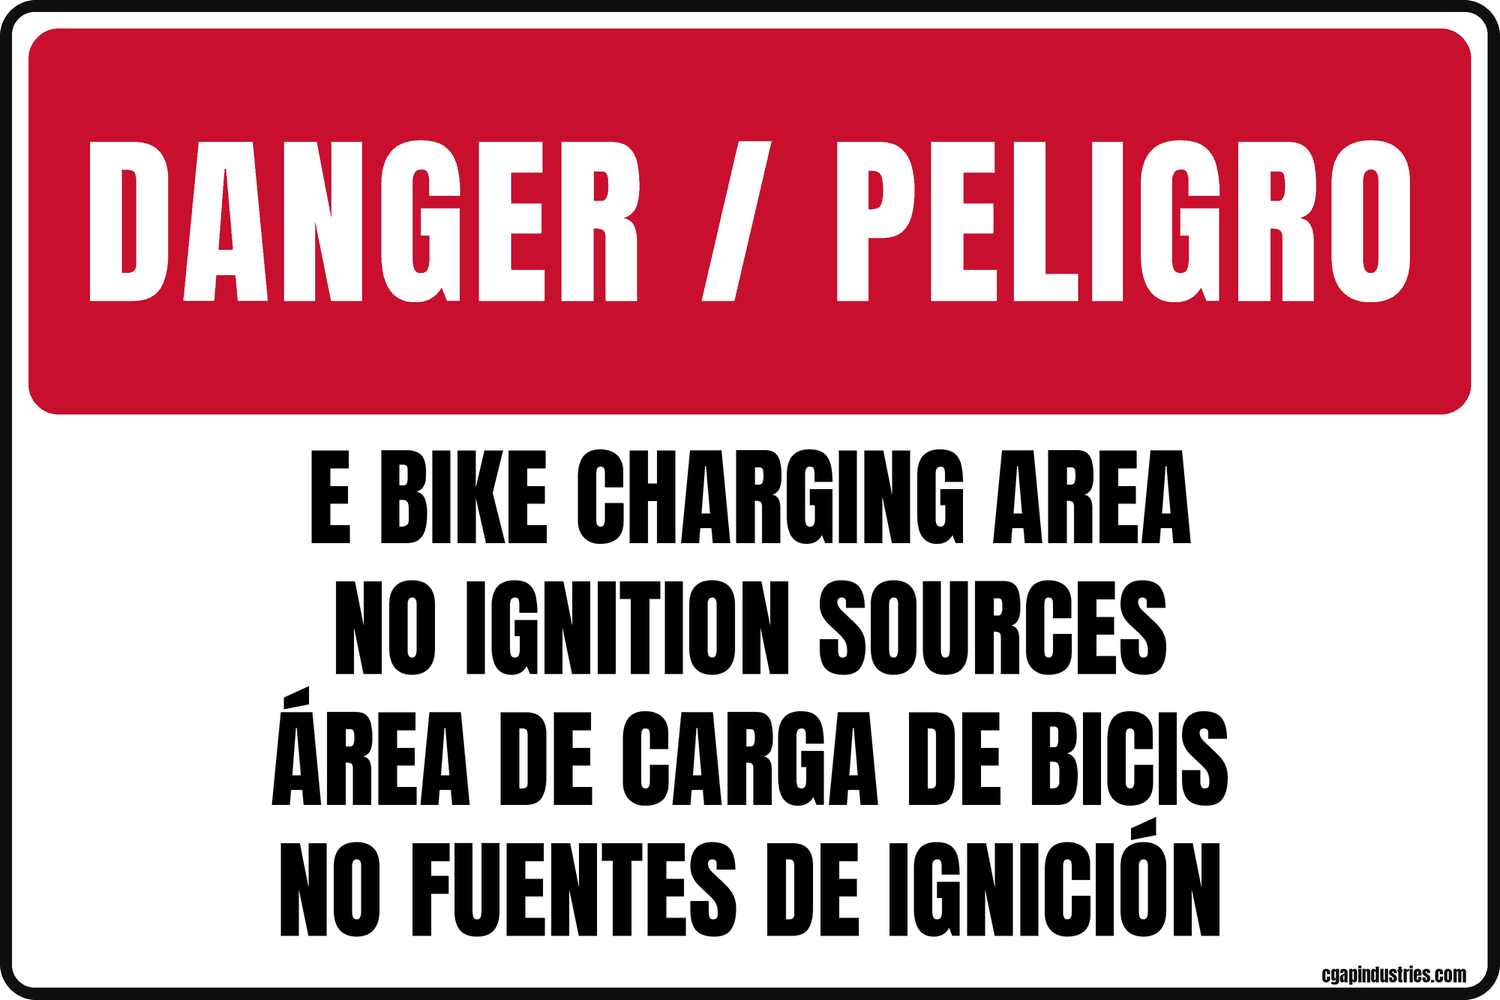 DANGER / PELIGRO
E BIKE CHARGING AREA
NO IGNITION SOURCES
ÁREA DE CARGA DE BICIS
NO FUENTES DE IGNICIÓN
cgapindustries.com